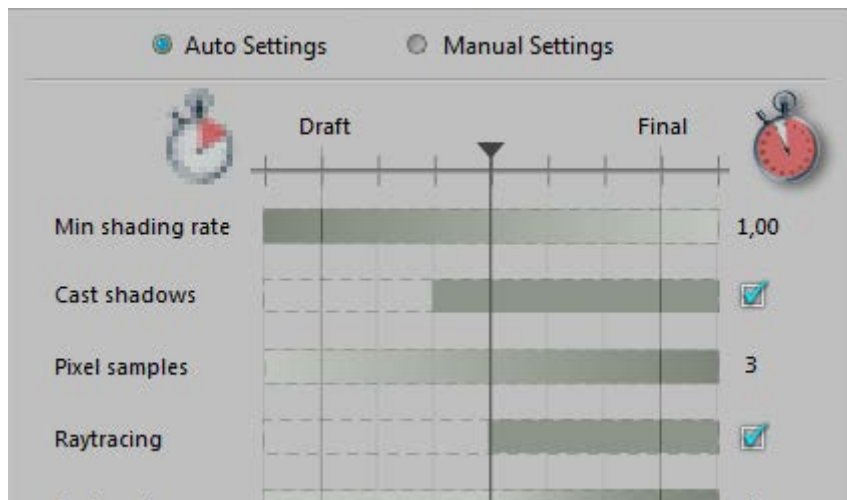 Auto Settings Manual Settings
Draft Final
Min shading rate 1,00
Cast shadows
Pixel samples 3
Raytracing